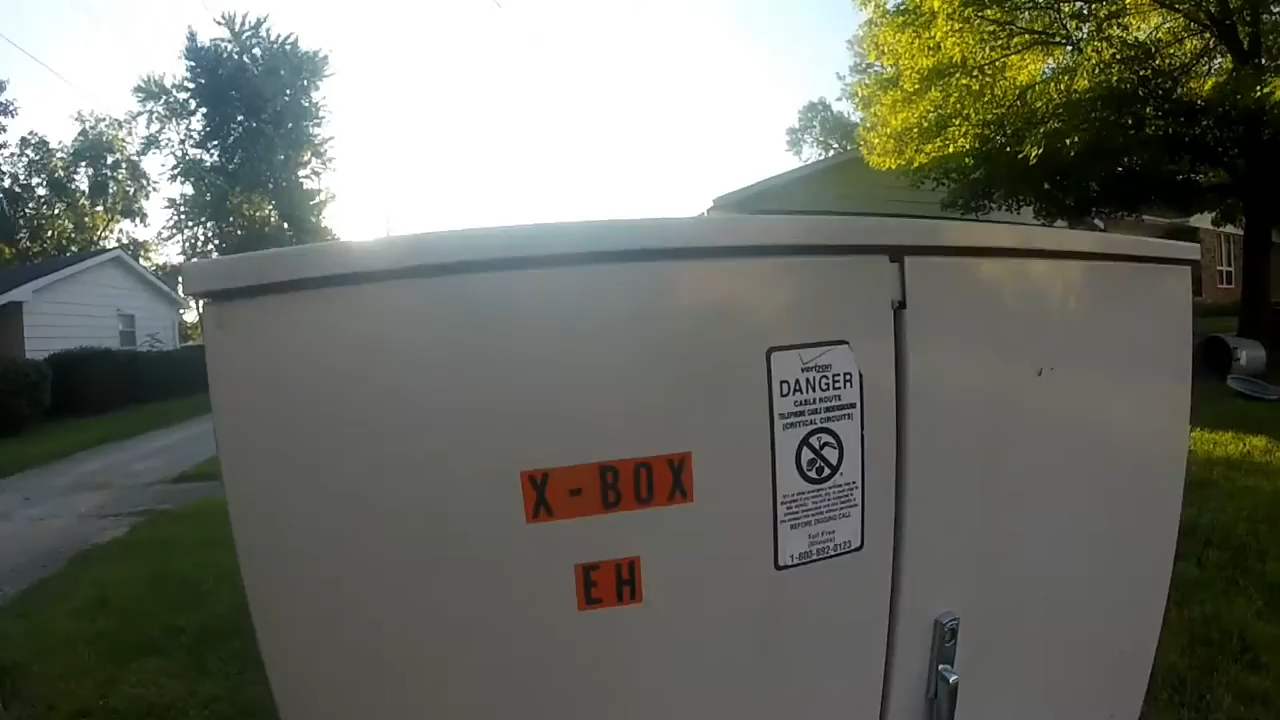 X-BOX
EH
verizon
DANGER
CABLE ROUTE
TELEPHONE CABLE UNDERGROUND
(CRITICAL CIRCUITS)
BEFORE DIGGING CALL
Toll Free
(Illinois)
1-800-892-0123